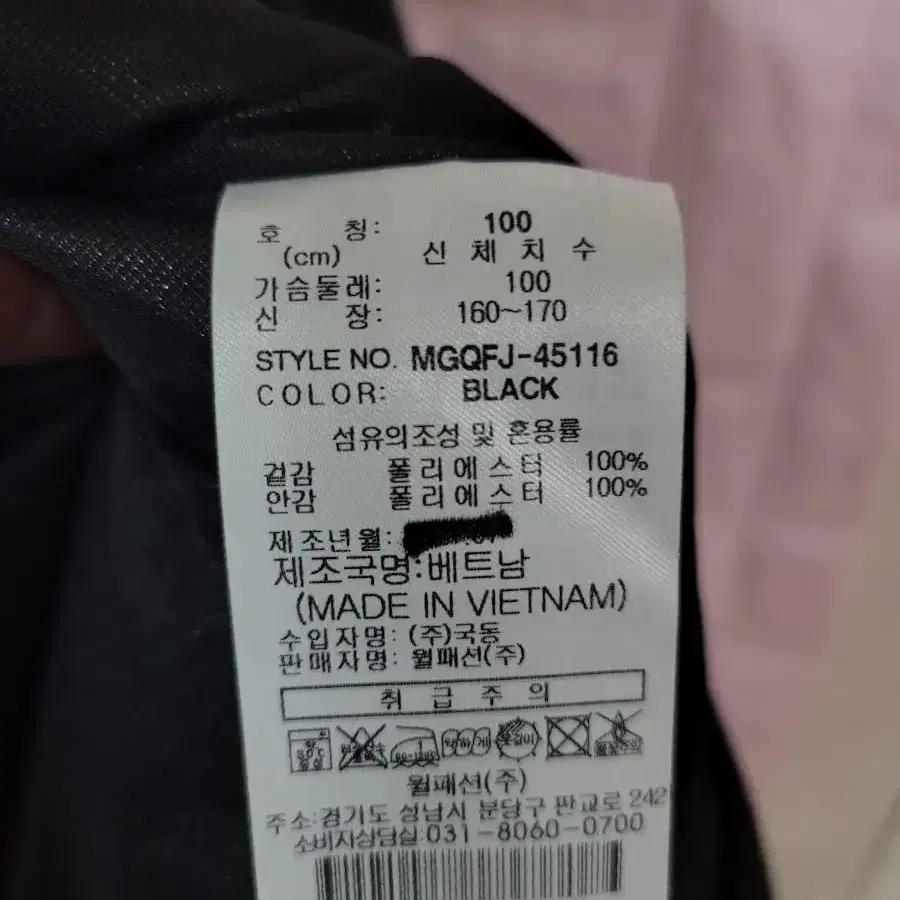 호 칭: 100
(cm) 신 체 치 수
가슴둘레: 100
신 장: 160~170
STYLE NO. MGQFJ-45116
COLOR: BLACK
섬유의조성 및 혼용률
겉감 폴리에스터 100%
안감 폴리에스터 100%
제조년월:
제조국명:베트남
(MADE IN VIETNAM)
수입자명: (주)국동
판매자명: 월패션(주)
취 급 주 의
약하게
월패션(주)
주소:경기도 성남시 분당구 판교로 242
소비자상담실:031-8060-0700